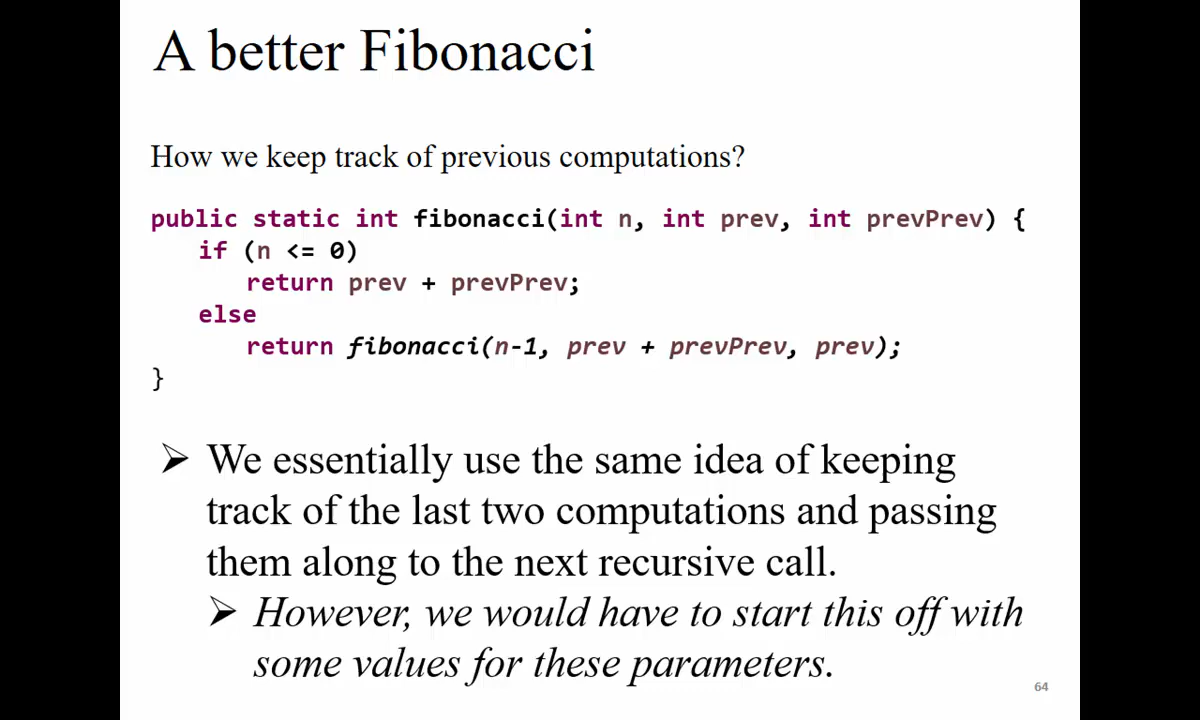 A better Fibonacci
How we keep track of previous computations?
public static int fibonacci(int n, int prev, int prevPrev) {
if (n <= 0)
return prev + prevPrev;
else
return fibonacci(n-1, prev + prevPrev, prev);
}
➢ We essentially use the same idea of keeping
track of the last two computations and passing
them along to the next recursive call.
➢ However, we would have to start this off with
some values for these parameters.
64